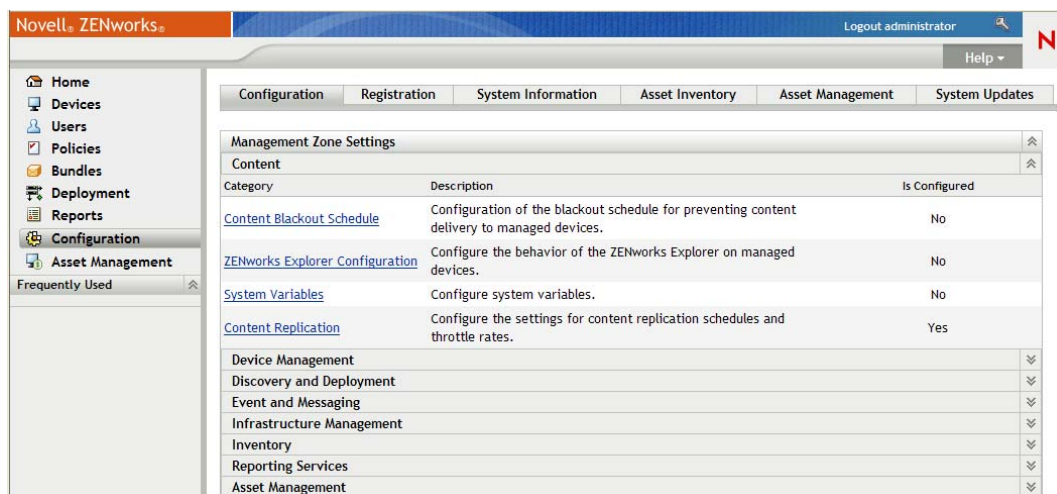 Novell® ZENworks®
Logout administrator
N
Help
Home
Devices
Users
Policies
Bundles
Deployment
Reports
Configuration
Asset Management
Frequently Used
Configuration Registration System Information Asset Inventory Asset Management System Updates
Management Zone Settings
Content
Category Description Is Configured
Content Blackout Schedule Configuration of the blackout schedule for preventing content No
delivery to managed devices.
ZENworks Explorer Configuration Configure the behavior of the ZENworks Explorer on managed No
devices.
System Variables Configure system variables. No
Content Replication Configure the settings for content replication schedules and Yes
throttle rates.
Device Management
Discovery and Deployment
Event and Messaging
Infrastructure Management
Inventory
Reporting Services
Asset Management